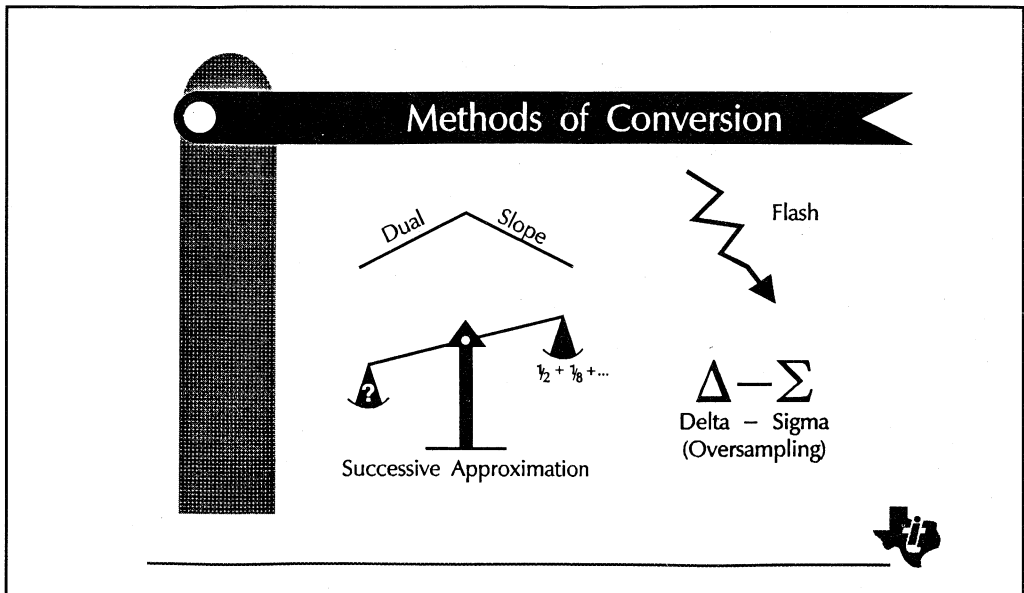 Methods of Conversion
Dual Slope
Flash
?
1/2 + 1/8 +...
Successive Approximation
Δ – Σ
Delta – Sigma
(Oversampling)